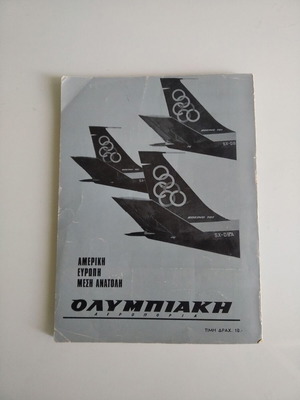 ΑΜΕΡΙΚΗ
ΕΥΡΩΠΗ
ΜΕΣΗ ΑΝΑΤΟΛΗ
ΟΛΥΜΠΙΑΚΗ
ΑΕΡΟΠΟΡΙΑ
ΤΙΜΗ ΔΡΑΧ. 10.-